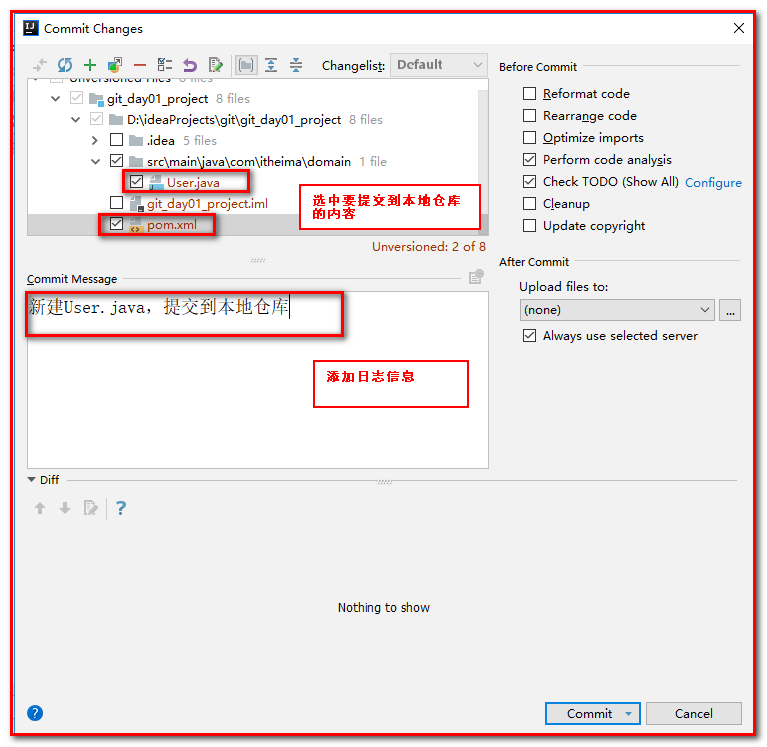 Commit Changes
Changelist: Default
Unversioned Files 8 files
git_day01_project 8 files
D:\ideaProjects\git\git_day01_project 8 files
.idea 5 files
src\main\java\com\itheima\domain 1 file
User.java
git_day01_project.iml
pom.xml
选中要提交到本地仓库
的内容
Unversioned: 2 of 8
Commit Message
新建User.java，提交到本地仓库
添加日志信息
Before Commit
Reformat code
Rearrange code
Optimize imports
Perform code analysis
Check TODO (Show All) Configure
Cleanup
Update copyright
After Commit
Upload files to:
(none)
...
Always use selected server
Diff
?
Nothing to show
?
Commit
Cancel